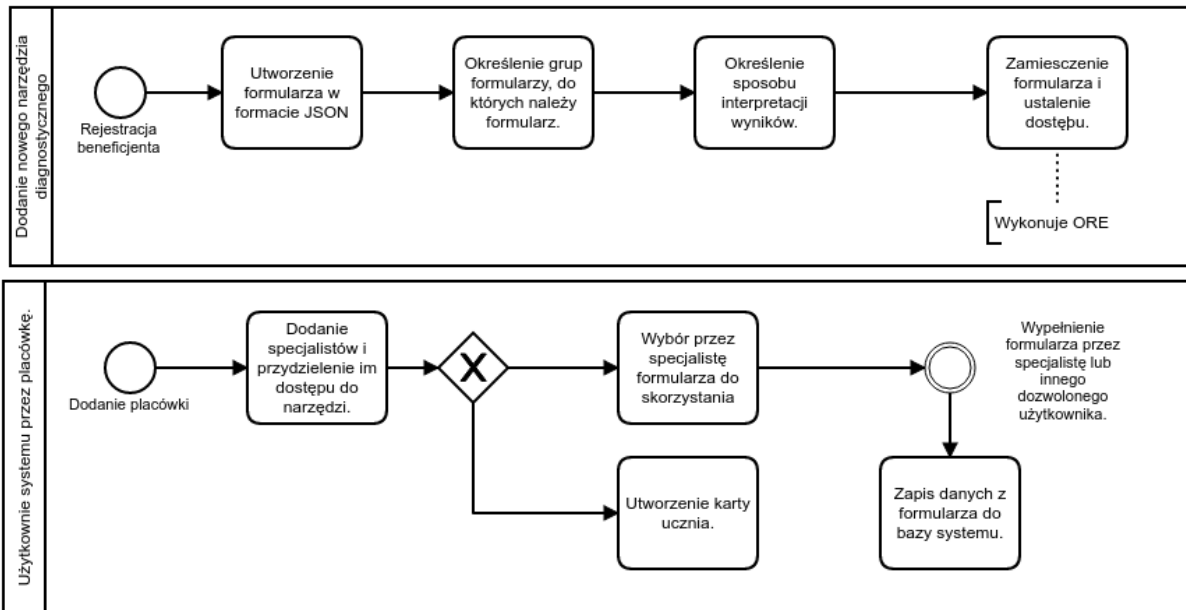 Dodanie nowego narzędzia
diagnostycznego
Rejestracja
beneficjenta
Utworzenie
formularza w
formacie JSON
Określenie grup
formularzy, do
których należy
formularz.
Określenie
sposobu
interpretacji
wyników.
Zamiesczenie
formularza i
ustalenie
dostępu.
Wykonuje ORE
Użytkownie systemu przez placówkę.
Dodanie placówki
Dodanie
specjalistów i
przydzielenie im
dostępu do
narzędzi.
X
Wybór przez
specjalistę
formularza do
skorzystania
Wypełnienie
formularza przez
specjalistę lub
innego
dozwolonego
użytkownika.
Utworzenie karty
ucznia.
Zapis danych z
formularza do
bazy systemu.